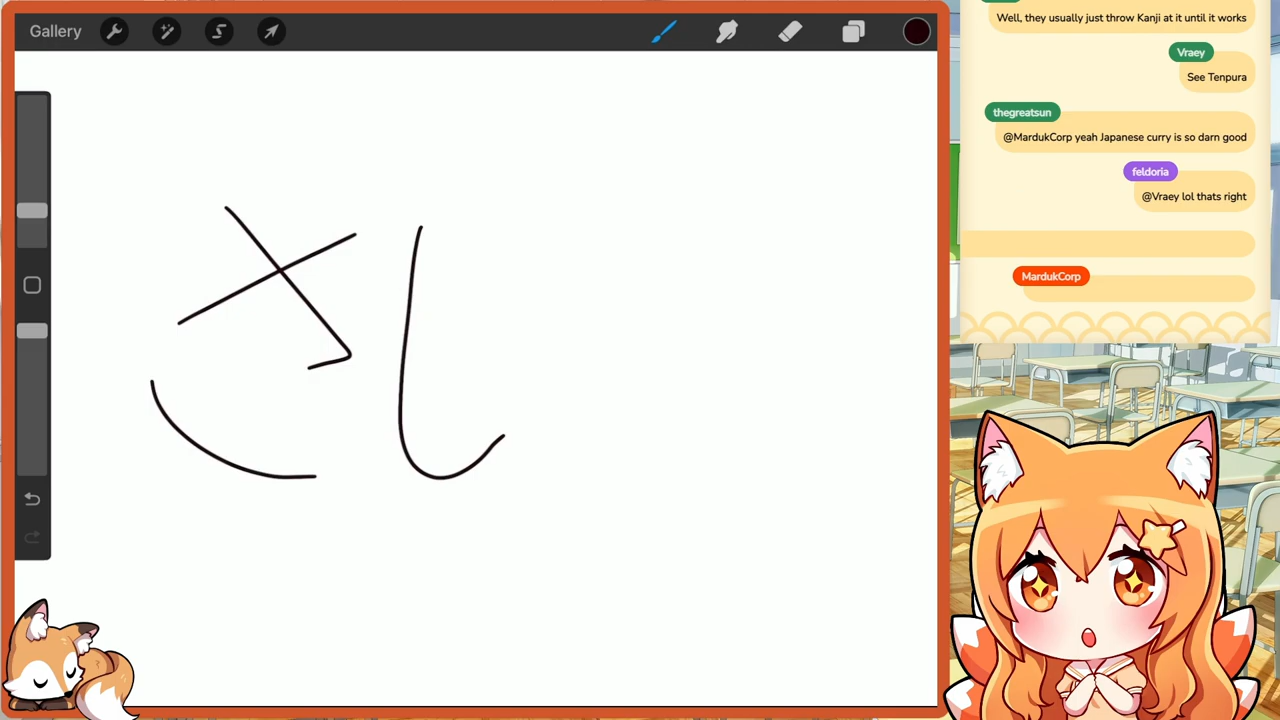 Gallery
さし
Well, they usually just throw Kanji at it until it works
Vraey
See Tenpura
thegreatsun
@MardukCorp yeah Japanese curry is so darn good
feldoria
@Vraey lol thats right
MardukCorp